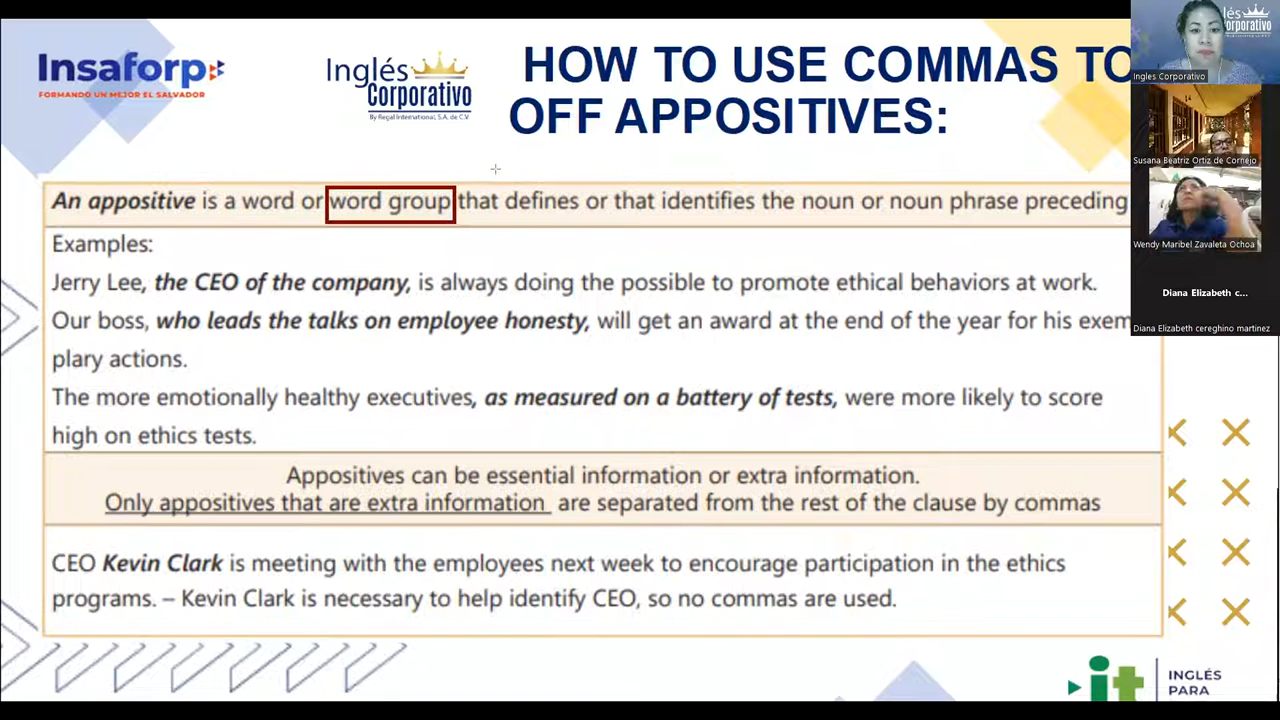 Insaforp
FORMANDO UN MEJOR EL SALVADOR
Inglés
Corporativo
By Regal International, S.A. de C.V
HOW TO USE COMMAS TO
OFF APPOSITIVES:
lés
orporativo
Ingles Corporativo
Susana Beatriz Ortiz de Cornejo
Wendy Maribel Zavaleta Ochoa
Diana Elizabeth c...
Diana Elizabeth cereghino martinez
An appositive is a word or word group that defines or that identifies the noun or noun phrase preceding
Examples:
Jerry Lee, the CEO of the company, is always doing the possible to promote ethical behaviors at work.
Our boss, who leads the talks on employee honesty, will get an award at the end of the year for his exem
plary actions.
The more emotionally healthy executives, as measured on a battery of tests, were more likely to score
high on ethics tests.
Appositives can be essential information or extra information.
Only appositives that are extra information are separated from the rest of the clause by commas
CEO Kevin Clark is meeting with the employees next week to encourage participation in the ethics
programs. – Kevin Clark is necessary to help identify CEO, so no commas are used.
it
INGLÉS
PARA